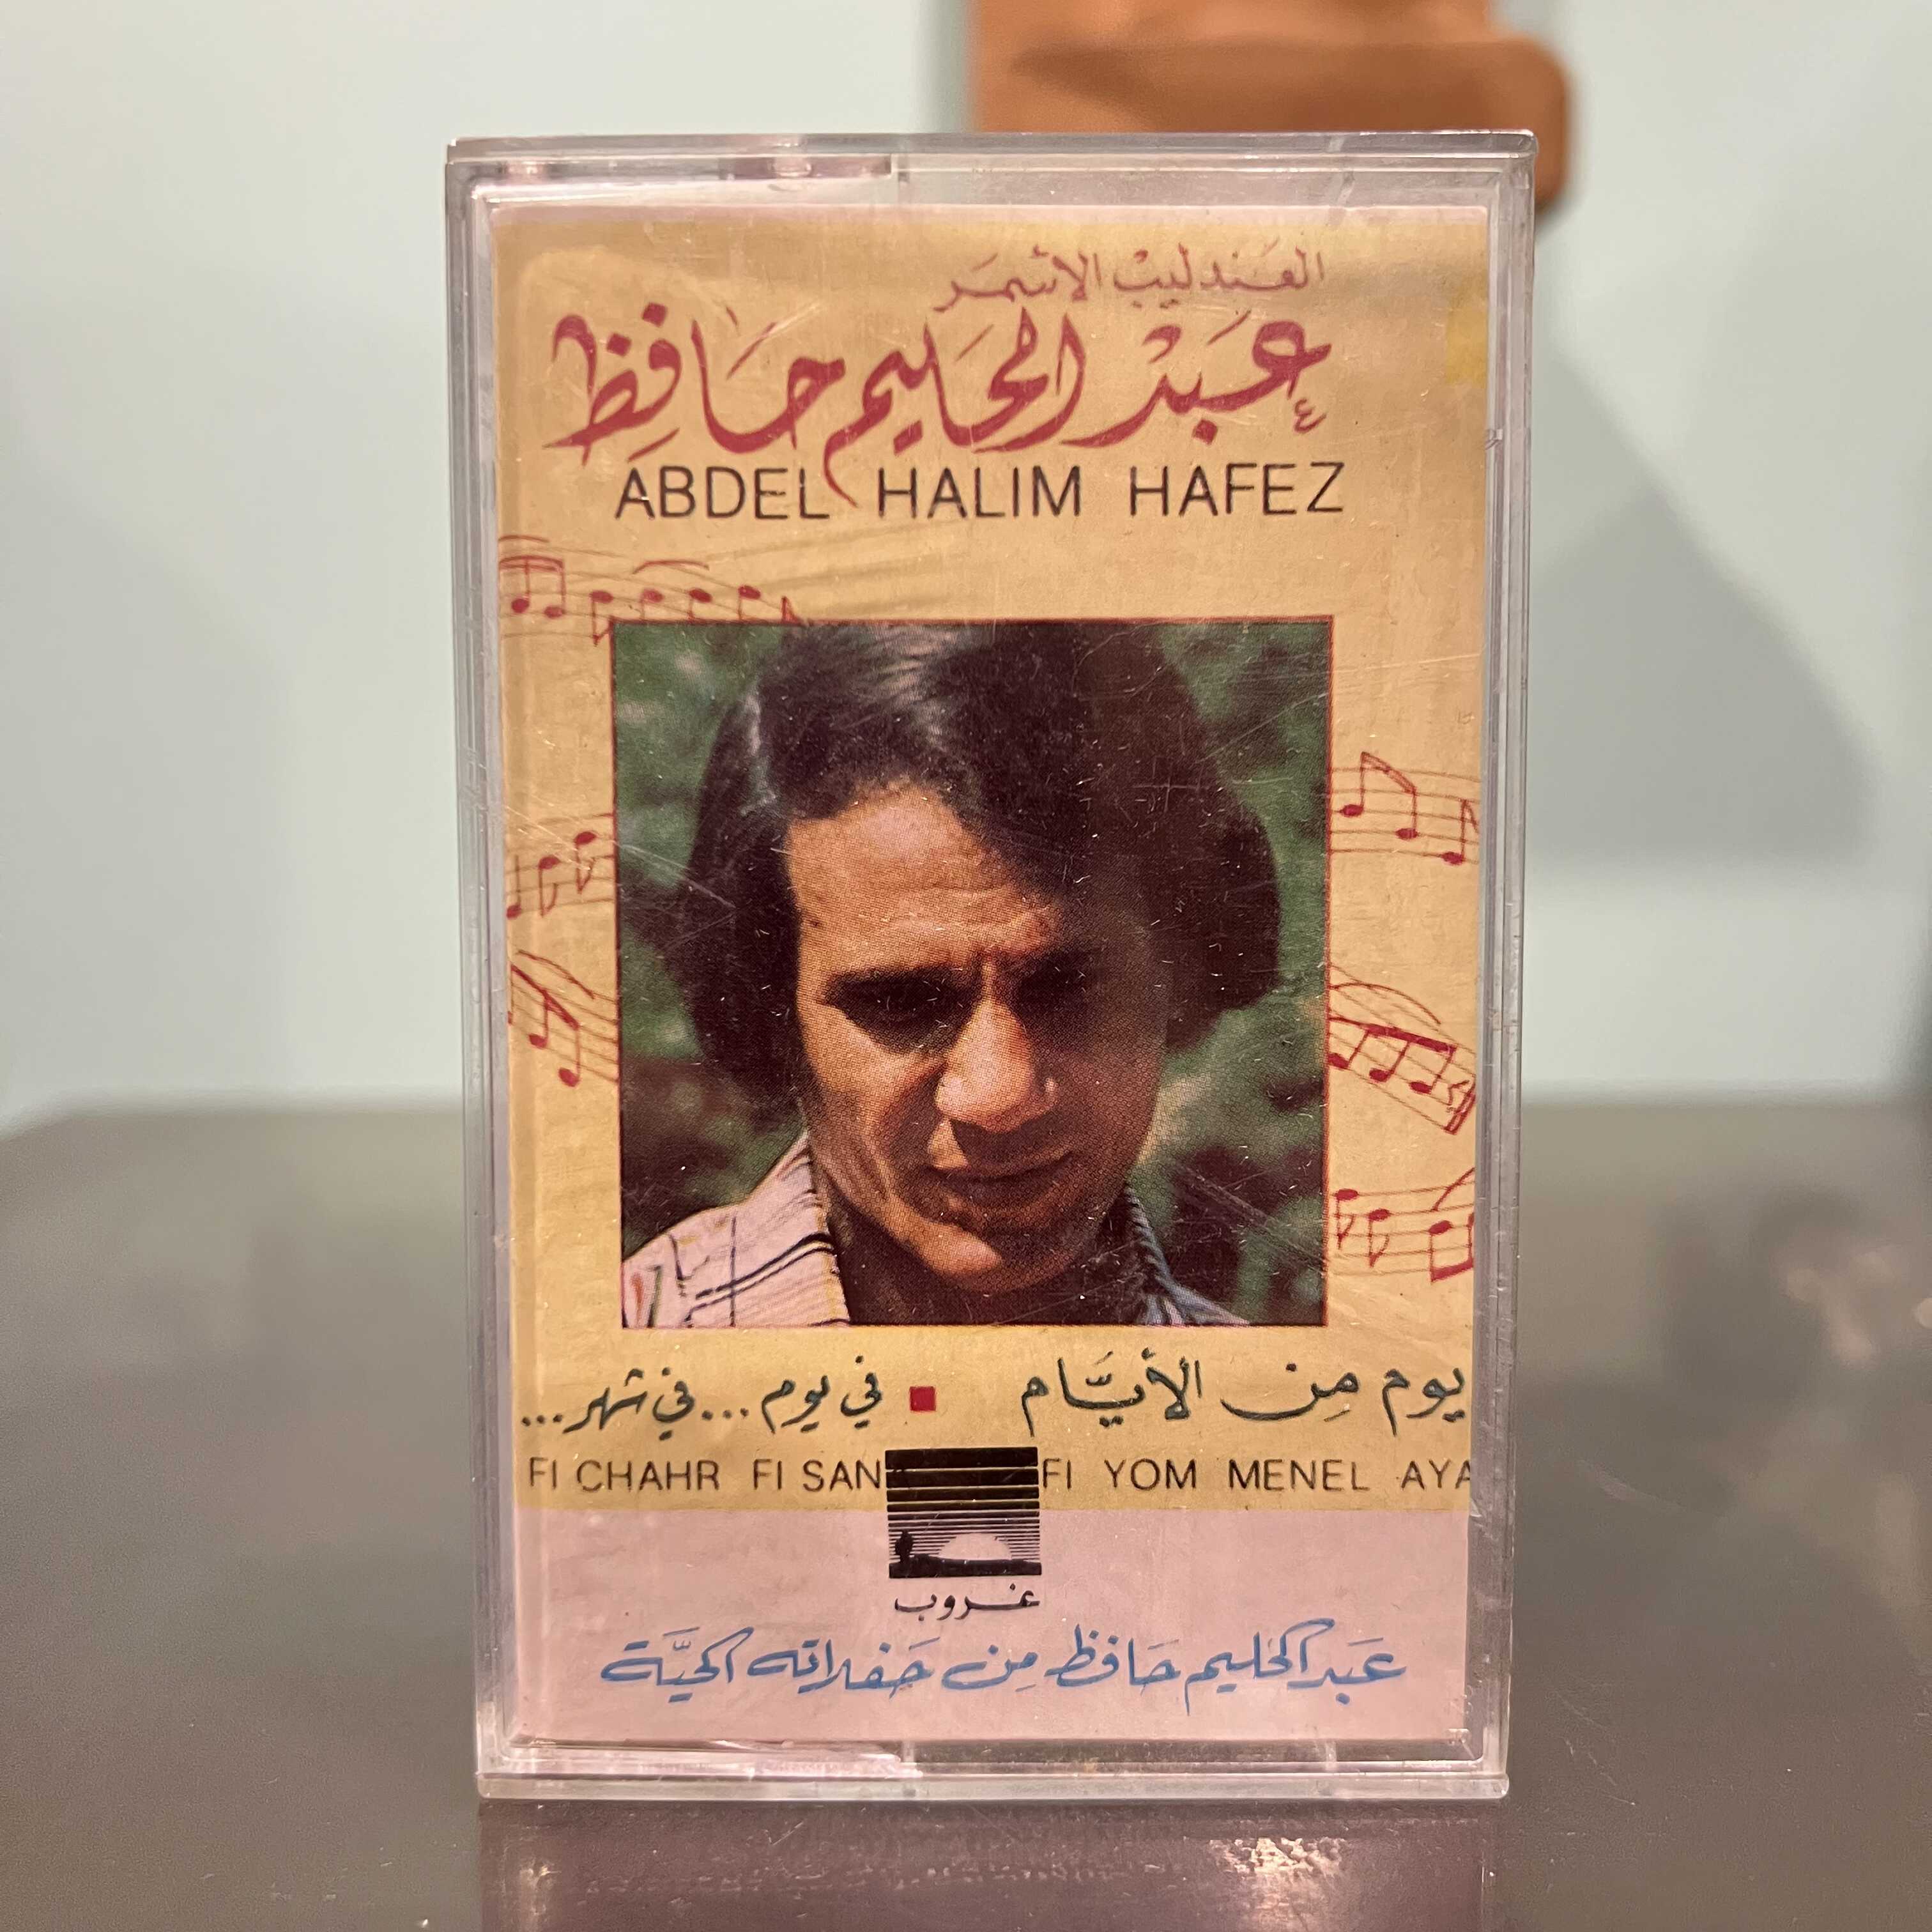 العندليب الاسمر
عبد الحليم حافظ
ABDEL HALIM HAFEZ
يوم من الأيام ▪ في يوم... في شهر...
FI CHAHR FI SAN FI YOM MENEL AYA
غروب
عبد الحليم حافظ من حفلاته الحية